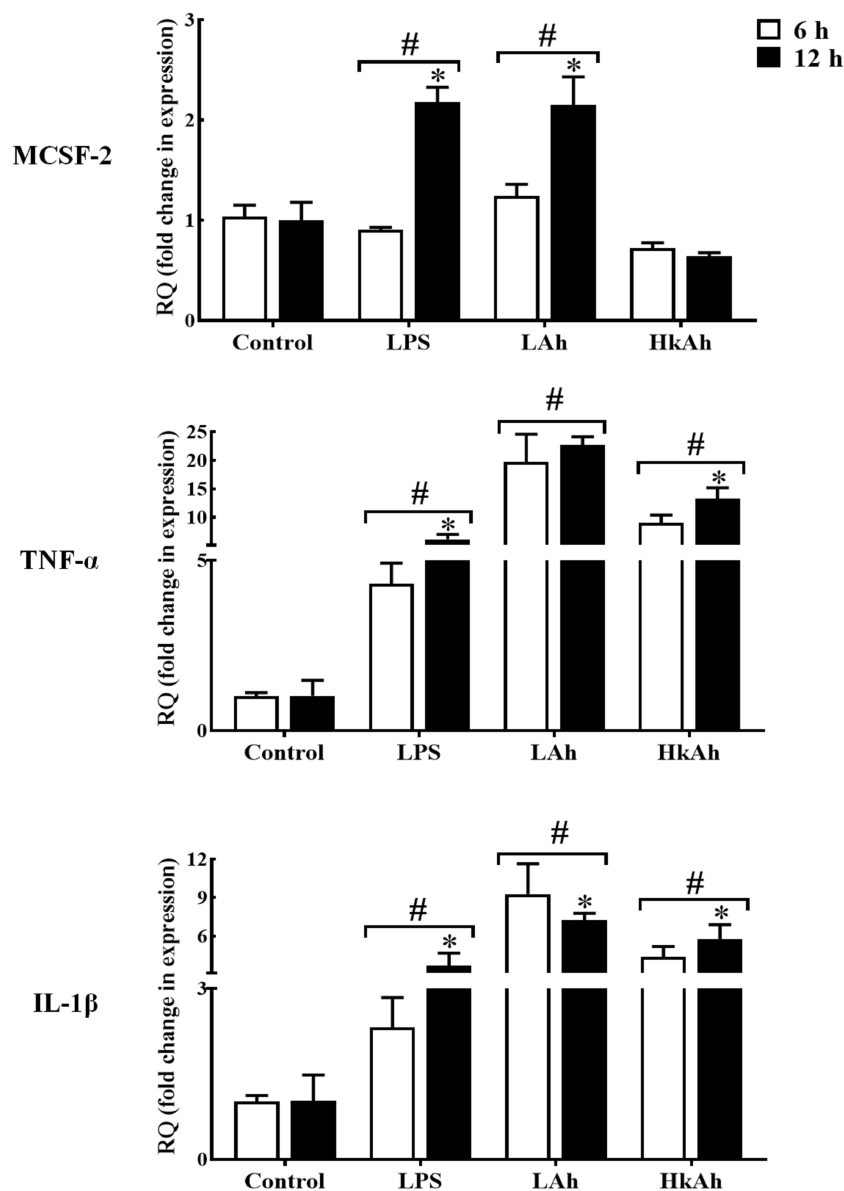 6 h
12 h
MCSF-2
RQ (fold change in expression)
3
2
1
0
#
*
#
*
Control LPS LAh HkAh
TNF-α
RQ (fold change in expression)
25
20
15
10
5
0
#
*
#
#
*
Control LPS LAh HkAh
IL-1β
RQ (fold change in expression)
12
9
6
3
0
#
*
#
*
#
*
Control LPS LAh HkAh